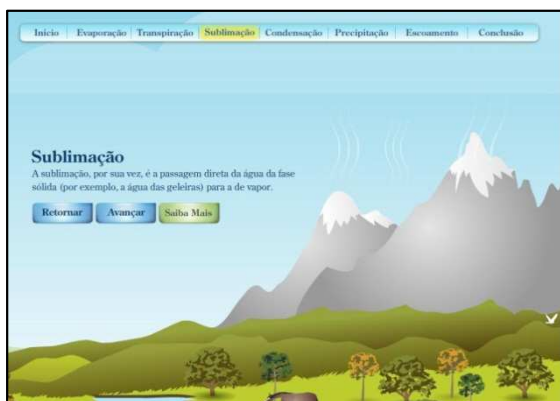 Início Evaporação Transpiração Sublimação Condensação Precipitação Escoamento Conclusão
Sublimação
A sublimação, por sua vez, é a passagem direta da água da fase
sólida (por exemplo, a água das geleiras) para a de vapor.
Retornar Avançar Saiba Mais